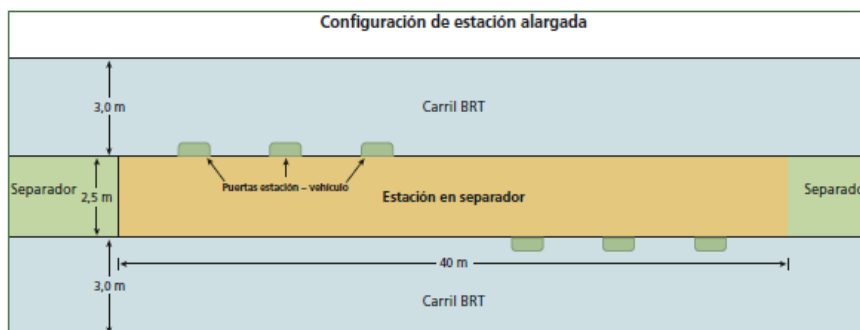 Configuración de estación alargada
3,0 m
Carril BRT
Separador
2,5 m
Puertas estación – vehículo
Estación en separador
Separador
40 m
3,0 m
Carril BRT